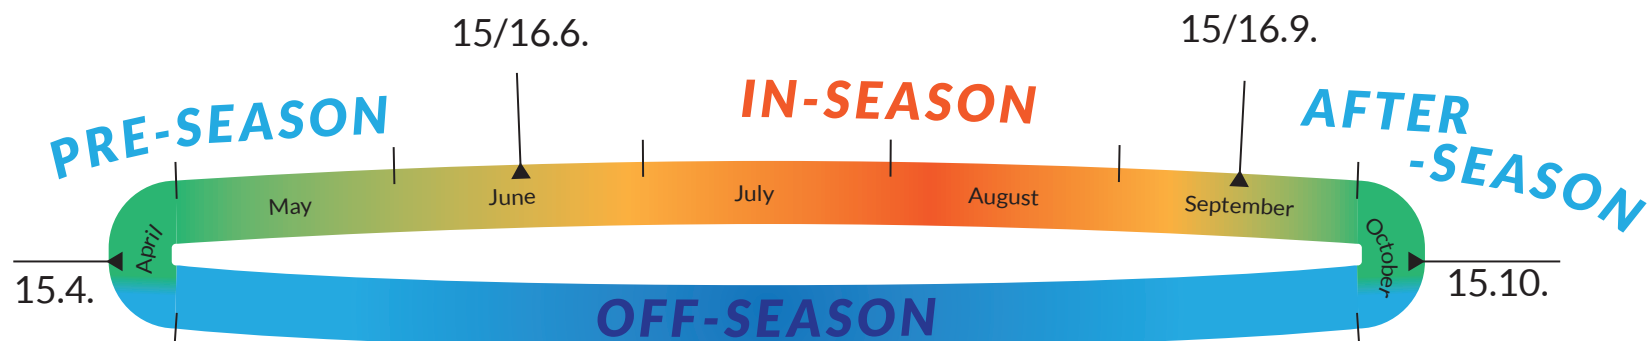 15/16.6.
15/16.9.
PRE-SEASON
IN-SEASON
AFTER
-SEASON
April
May
June
July
August
September
October
15.4.
15.10.
OFF-SEASON